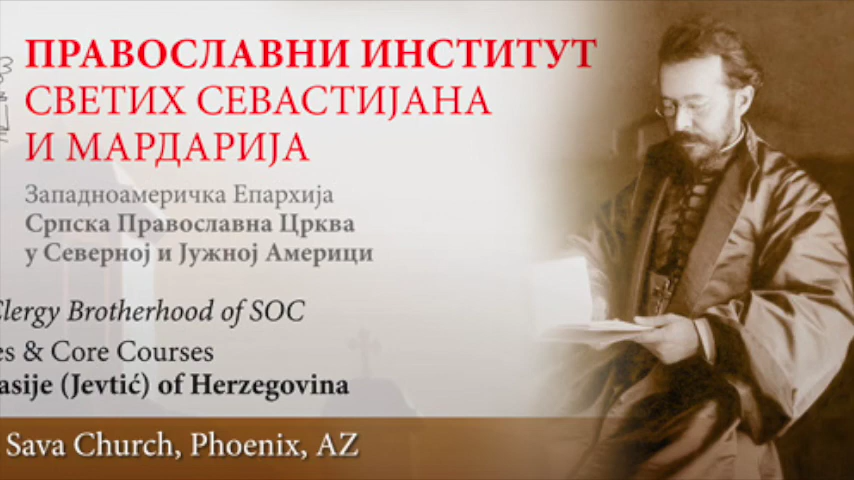 ПРАВОСЛАВНИ ИНСТИТУТ
СВЕТИХ СЕВАСТИЈАНА
И МАРДАРИЈА
Западноамеричка Епархија
Српска Православна Црква
у Северној и Јужној Америци
Clergy Brotherhood of SOC
es & Core Courses
asije (Jevtić) of Herzegovina
Sava Church, Phoenix, AZ